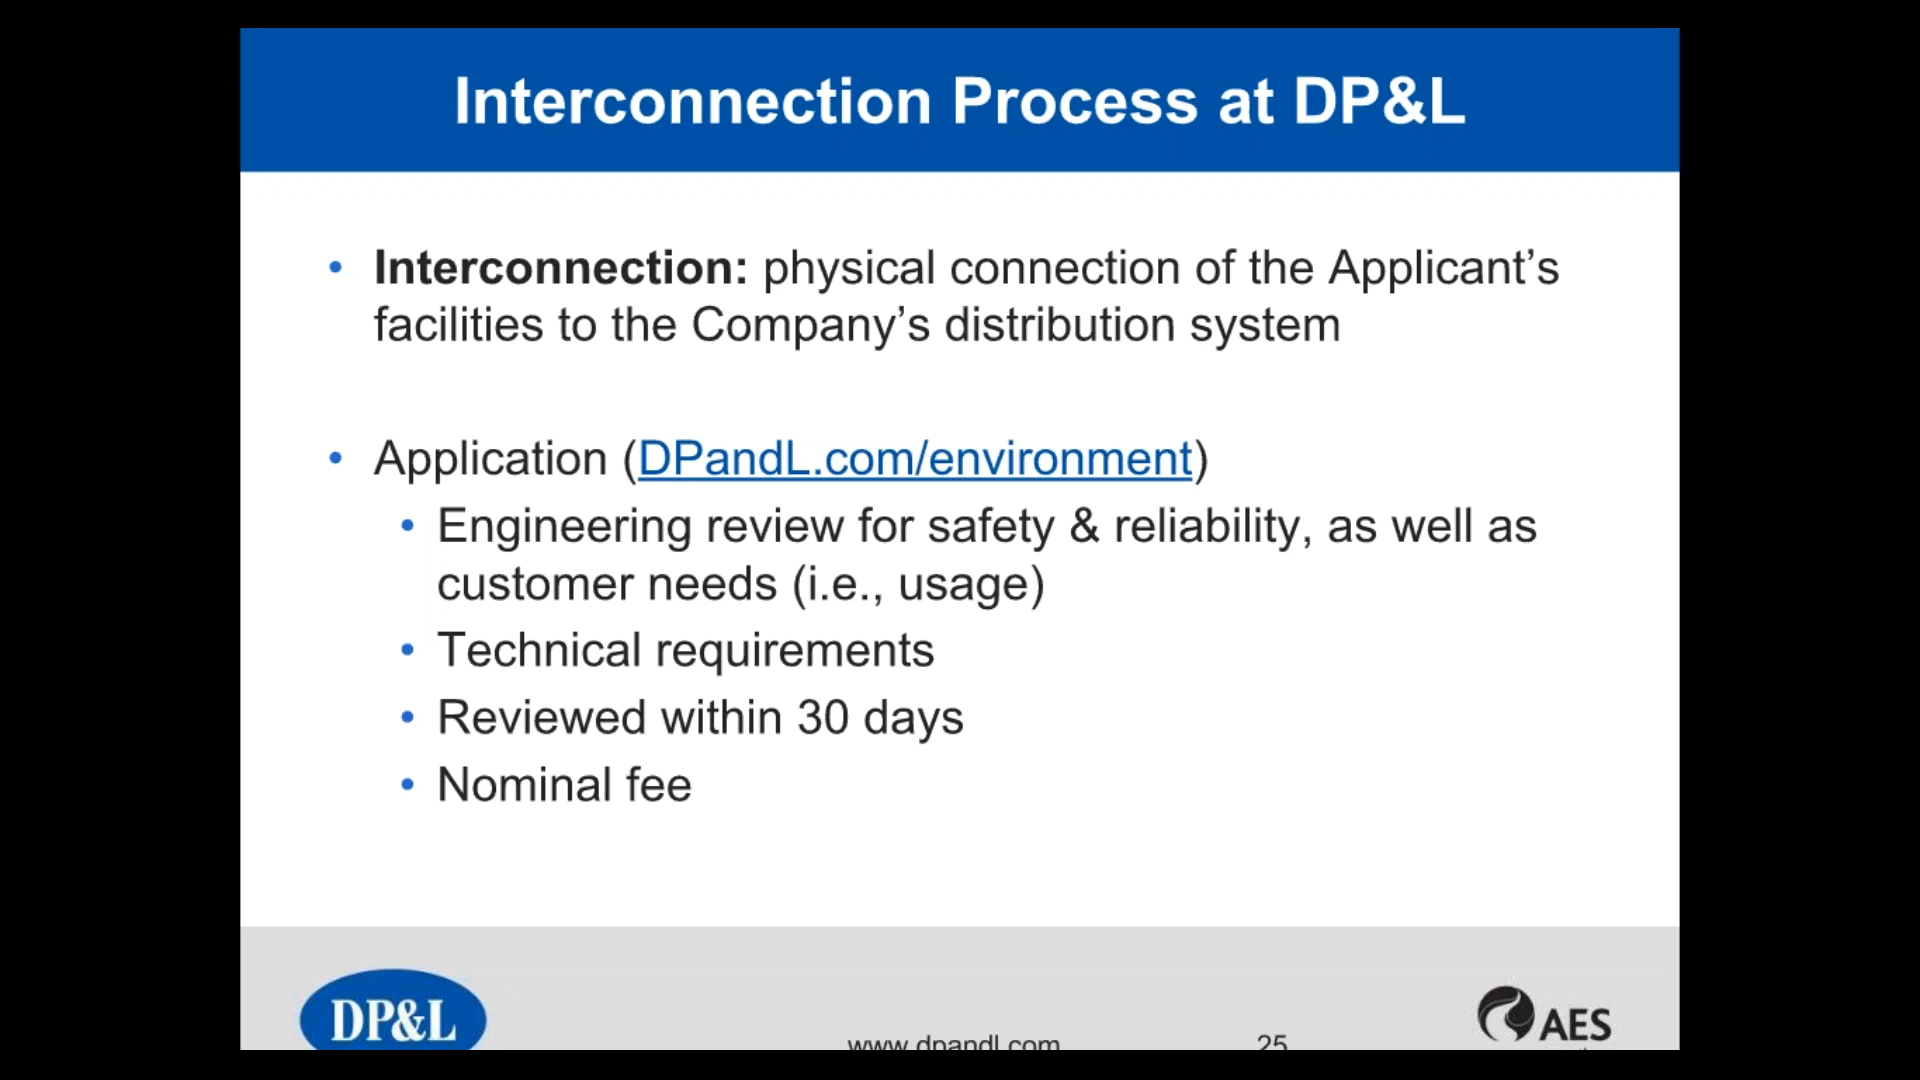 Interconnection Process at DP&L
• Interconnection: physical connection of the Applicant’s
facilities to the Company’s distribution system
• Application (DPandL.com/environment)
• Engineering review for safety & reliability, as well as
customer needs (i.e., usage)
• Technical requirements
• Reviewed within 30 days
• Nominal fee
DP&L
www.dpandl.com
25
AES